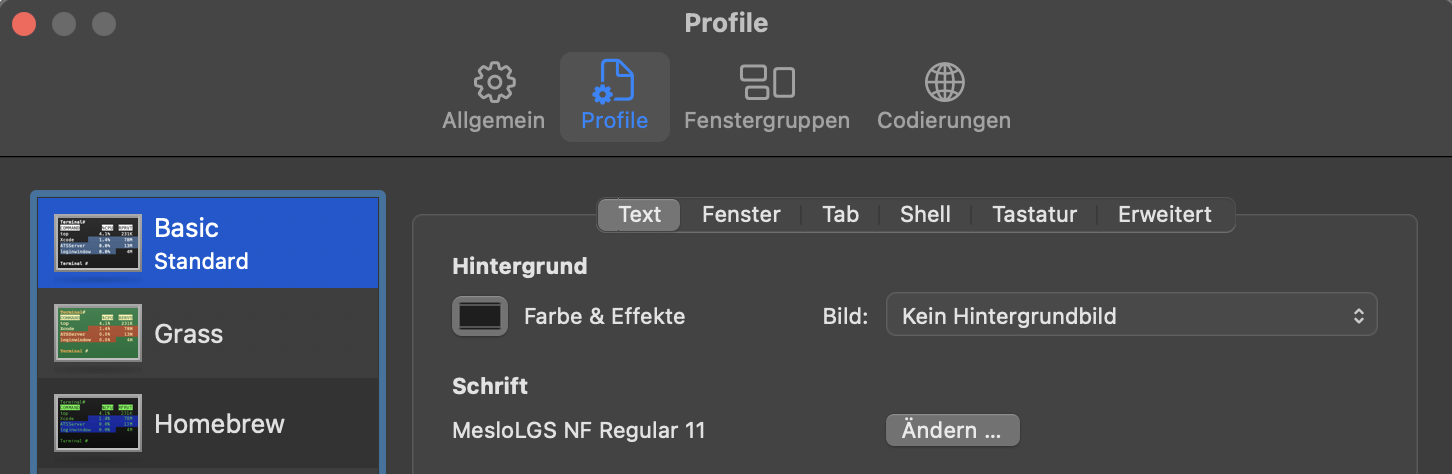 Profile
Allgemein
Profile
Fenstergruppen
Codierungen
Basic
Standard
Grass
Homebrew
Text
Fenster
Tab
Shell
Tastatur
Erweitert
Hintergrund
Farbe & Effekte
Bild:
Kein Hintergrundbild
Schrift
MesloLGS NF Regular 11
Ändern ...